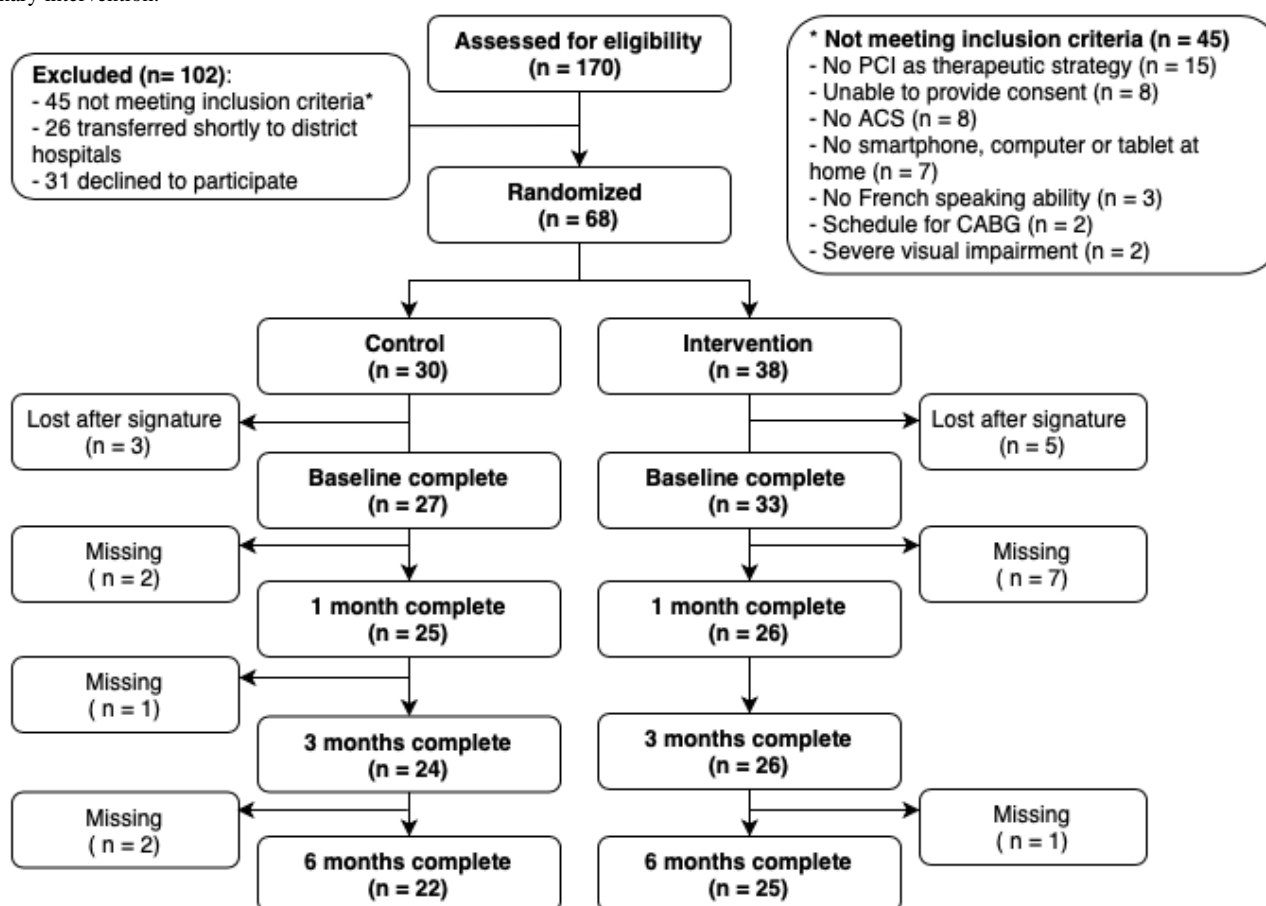 nary intervention.
Assessed for eligibility
(n = 170)
Excluded (n= 102):
- 45 not meeting inclusion criteria*
- 26 transferred shortly to district
hospitals
- 31 declined to participate
* Not meeting inclusion criteria (n = 45)
- No PCI as therapeutic strategy (n = 15)
- Unable to provide consent (n = 8)
- No ACS (n = 8)
- No smartphone, computer or tablet at
home (n = 7)
- No French speaking ability (n = 3)
- Schedule for CABG (n = 2)
- Severe visual impairment (n = 2)
Randomized
(n = 68)
Control
(n = 30)
Intervention
(n = 38)
Lost after signature
(n = 3)
Lost after signature
(n = 5)
Baseline complete
(n = 27)
Baseline complete
(n = 33)
Missing
( n = 2)
Missing
( n = 7)
1 month complete
(n = 25)
1 month complete
(n = 26)
Missing
( n = 1)
3 months complete
(n = 24)
3 months complete
(n = 26)
Missing
( n = 2)
Missing
( n = 1)
6 months complete
(n = 22)
6 months complete
(n = 25)